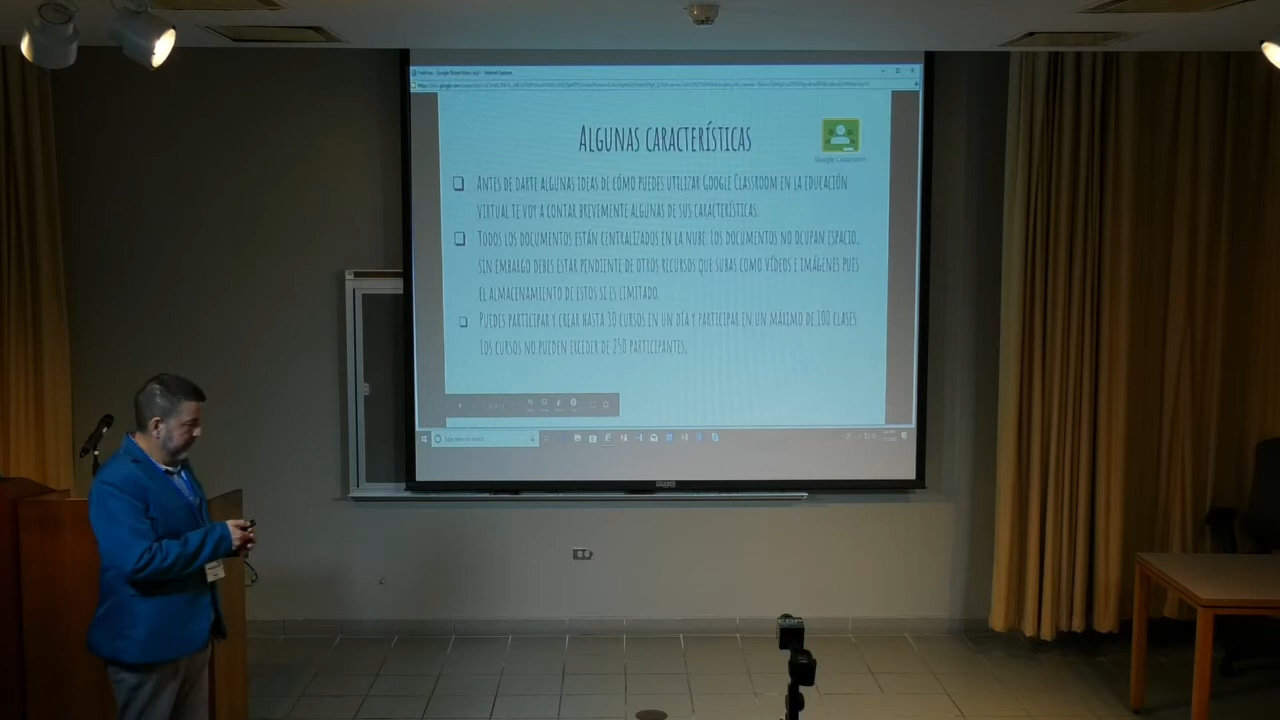 ALGUNAS CARACTERÍSTICAS
Google Classroom
ANTES DE DARTE ALGUNAS IDEAS DE CÓMO PUEDES UTILIZAR GOOGLE CLASSROOM EN LA EDUCACIÓN
VIRTUAL TE VOY A CONTAR BREVEMENTE ALGUNAS DE SUS CARACTERÍSTICAS.
TODOS LOS DOCUMENTOS ESTÁN CENTRALIZADOS EN LA NUBE. LOS DOCUMENTOS NO OCUPAN ESPACIO,
SIN EMBARGO DEBES ESTAR PENDIENTE DE OTROS RECURSOS QUE SUBAS COMO VÍDEOS E IMÁGENES PUES
EL ALMACENAMIENTO DE ESTOS SI ES LIMITADO.
PUEDES PARTICIPAR Y CREAR HASTA 30 CURSOS EN UN DÍA Y PARTICIPAR EN UN MÁXIMO DE 100 CLASES.
LOS CURSOS NO PUEDEN EXCEDER DE 250 PARTICIPANTES.